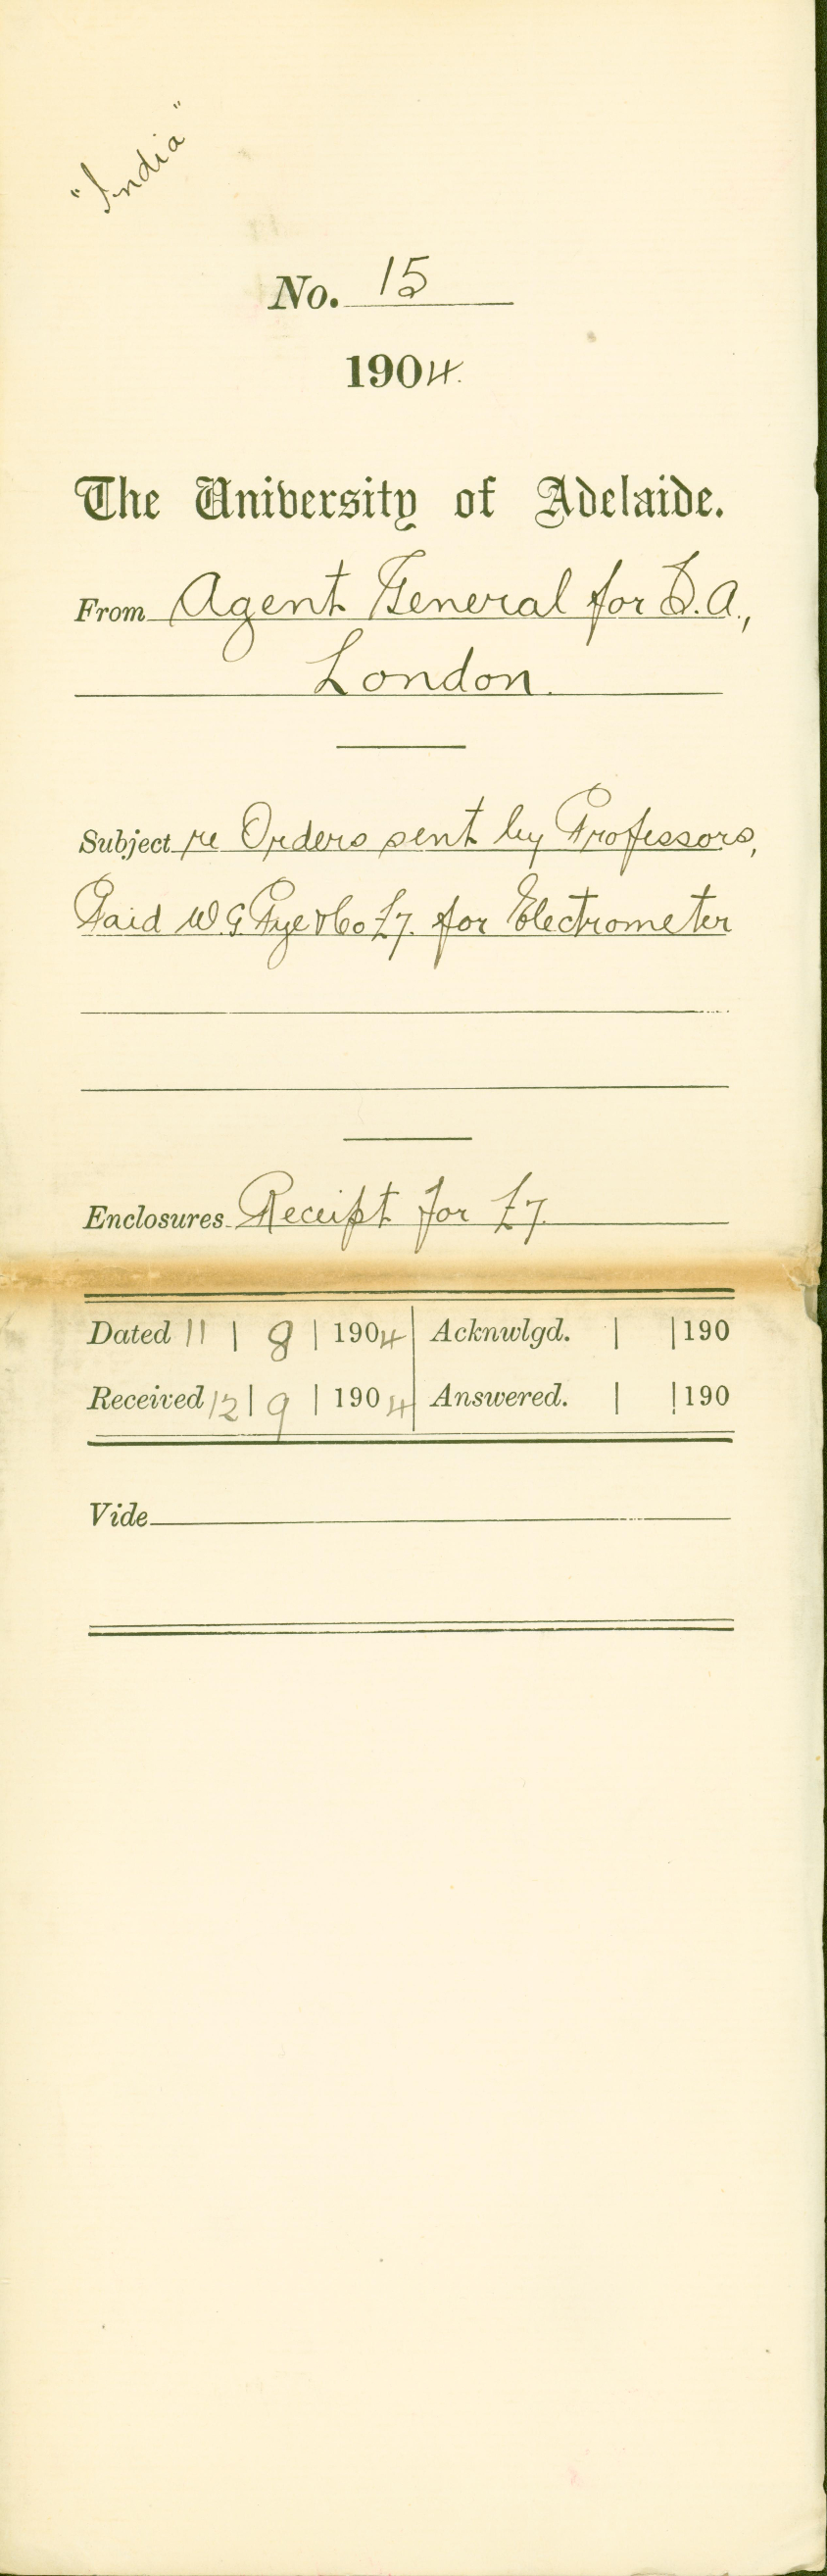 "India"
No. 15
1904.
The University of Adelaide.
From Agent General for S.A.,
London.
Subject re Orders sent by Professors,
Paid W.G. Pye & Co £7. for Electrometer
Enclosures Receipt for £7.
Dated 11 | 8 | 1904 Acknwlgd. | | 190
Received 12 | 9 | 1904 Answered. | | 190
Vide